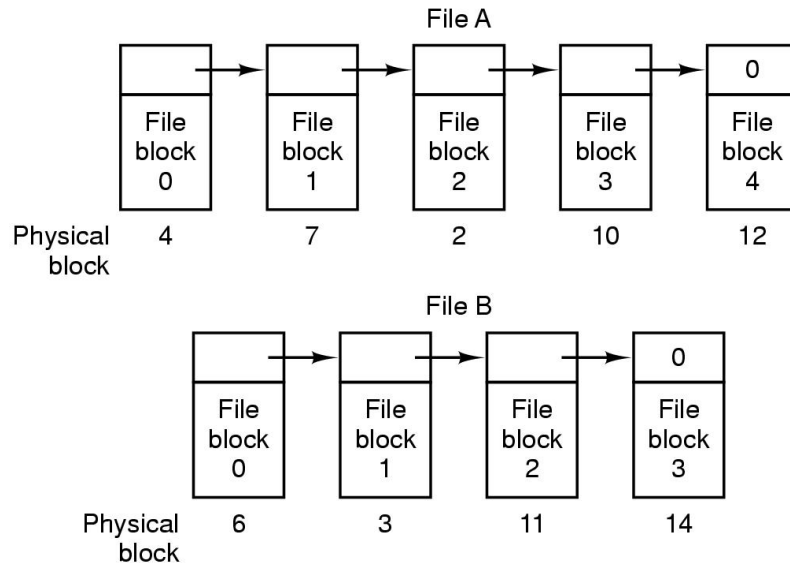 File A
0
File block 0
File block 1
File block 2
File block 3
File block 4
Physical block
4 7 2 10 12
File B
0
File block 0
File block 1
File block 2
File block 3
Physical block
6 3 11 14